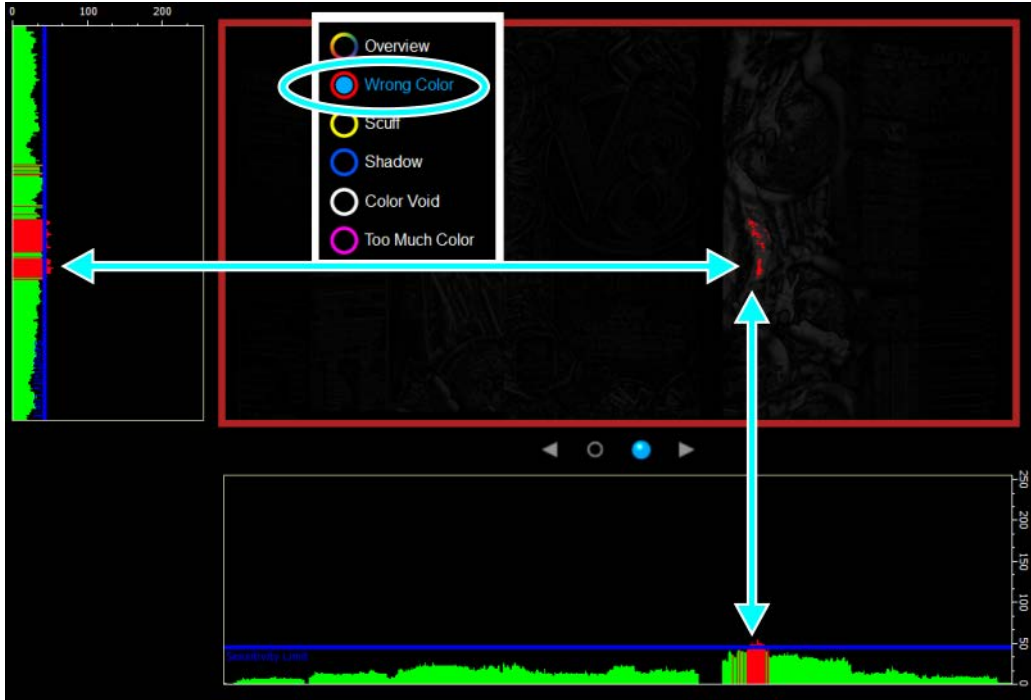 0 100 200
Overview
Wrong Color
Scuff
Shadow
Color Void
Too Much Color
250
200
150
100
50
0
Sensitivity Limit